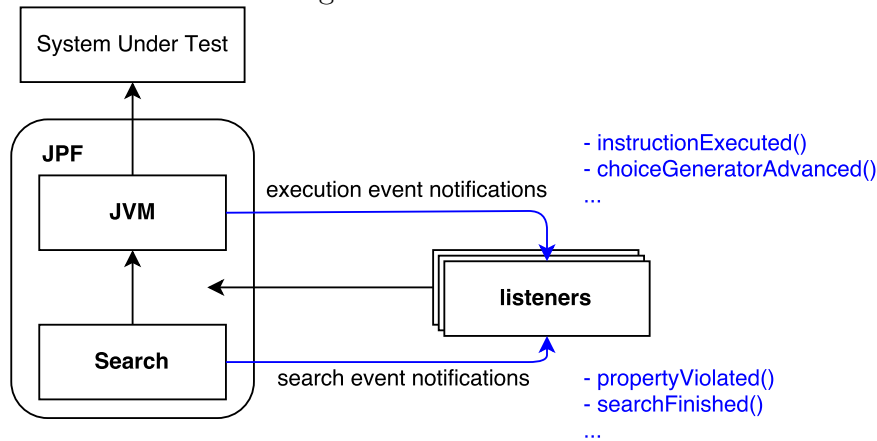 System Under Test
JPF
- instructionExecuted()
- choiceGeneratorAdvanced()
...
execution event notifications
JVM
listeners
Search
search event notifications
- propertyViolated()
- searchFinished()
...